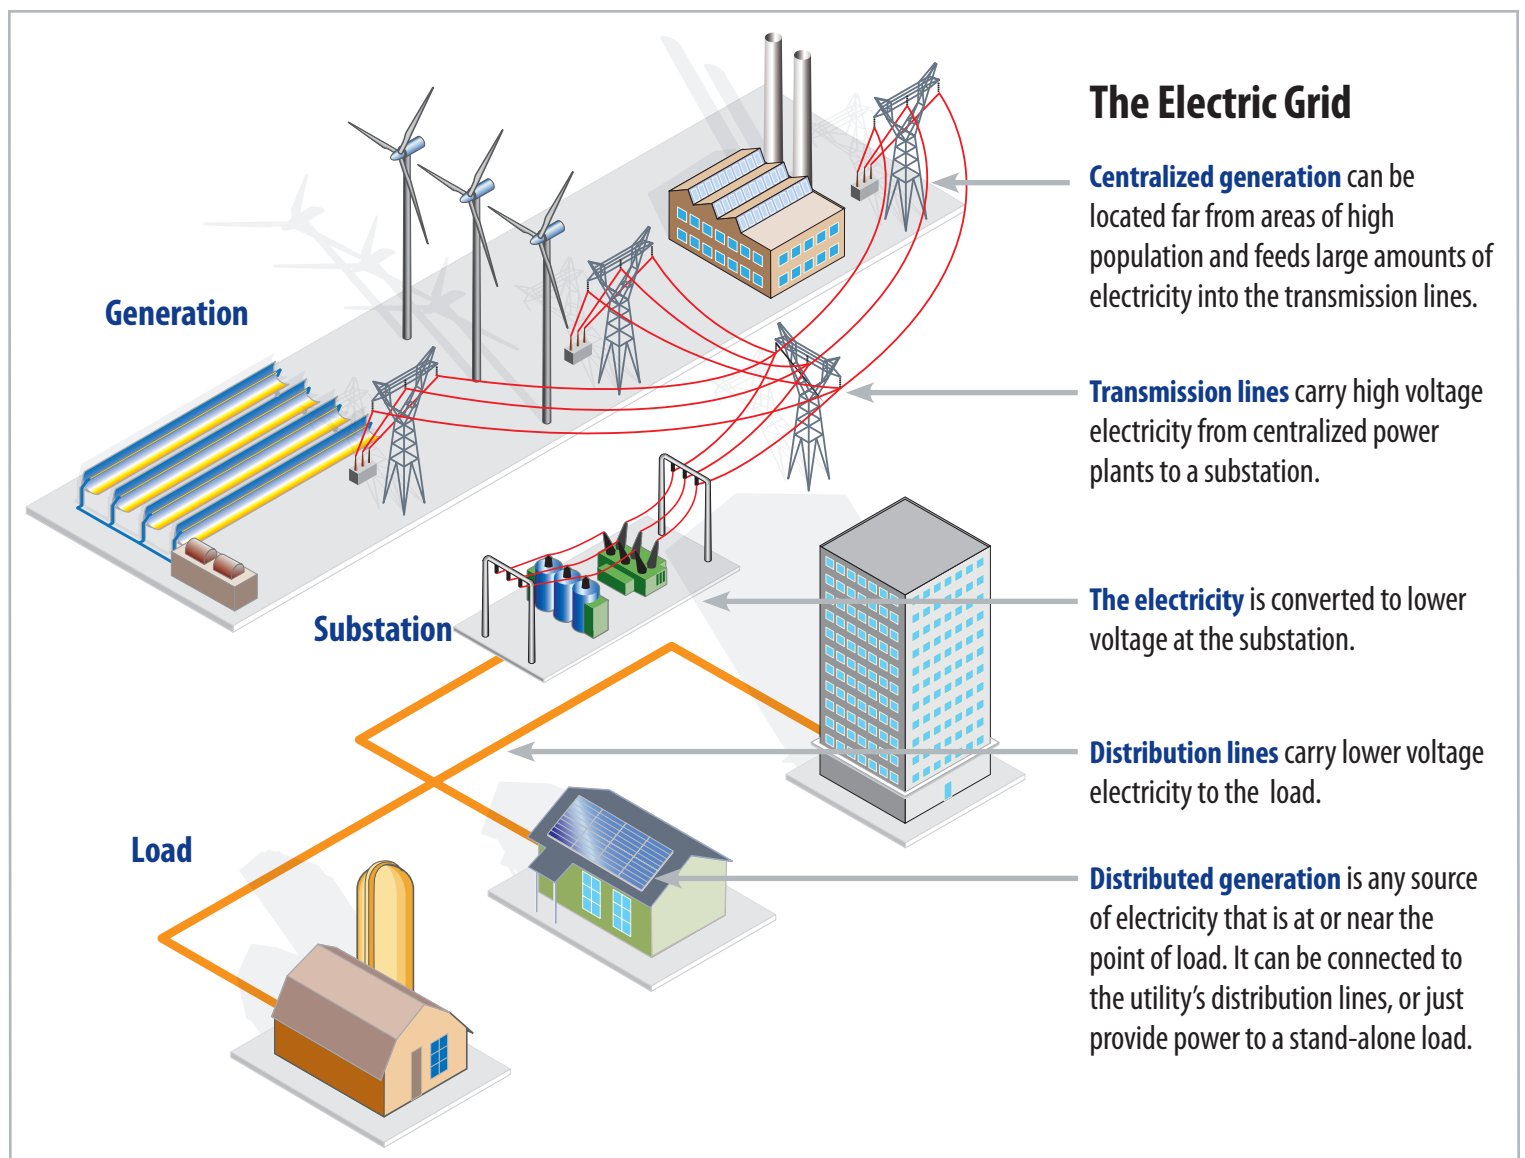 The Electric Grid
Centralized generation can be
located far from areas of high
population and feeds large amounts of
electricity into the transmission lines.
Generation
Transmission lines carry high voltage
electricity from centralized power
plants to a substation.
The electricity is converted to lower
voltage at the substation.
Substation
Distribution lines carry lower voltage
electricity to the load.
Load
Distributed generation is any source
of electricity that is at or near the
point of load. It can be connected to
the utility’s distribution lines, or just
provide power to a stand-alone load.